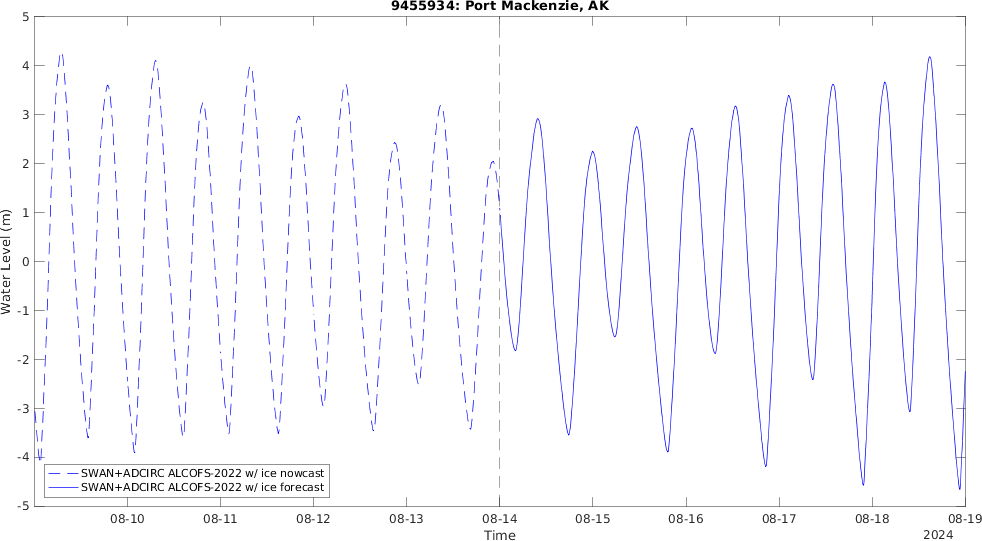 9455934: Port Mackenzie, AK
5
4
3
2
1
0
-1
-2
-3
-4
-5
Water Level (m)
SWAN+ADCIRC ALCOFS-2022 w/ ice nowcast
SWAN+ADCIRC ALCOFS-2022 w/ ice forecast
08-10 08-11 08-12 08-13 08-14 08-15 08-16 08-17 08-18 08-19
Time
2024